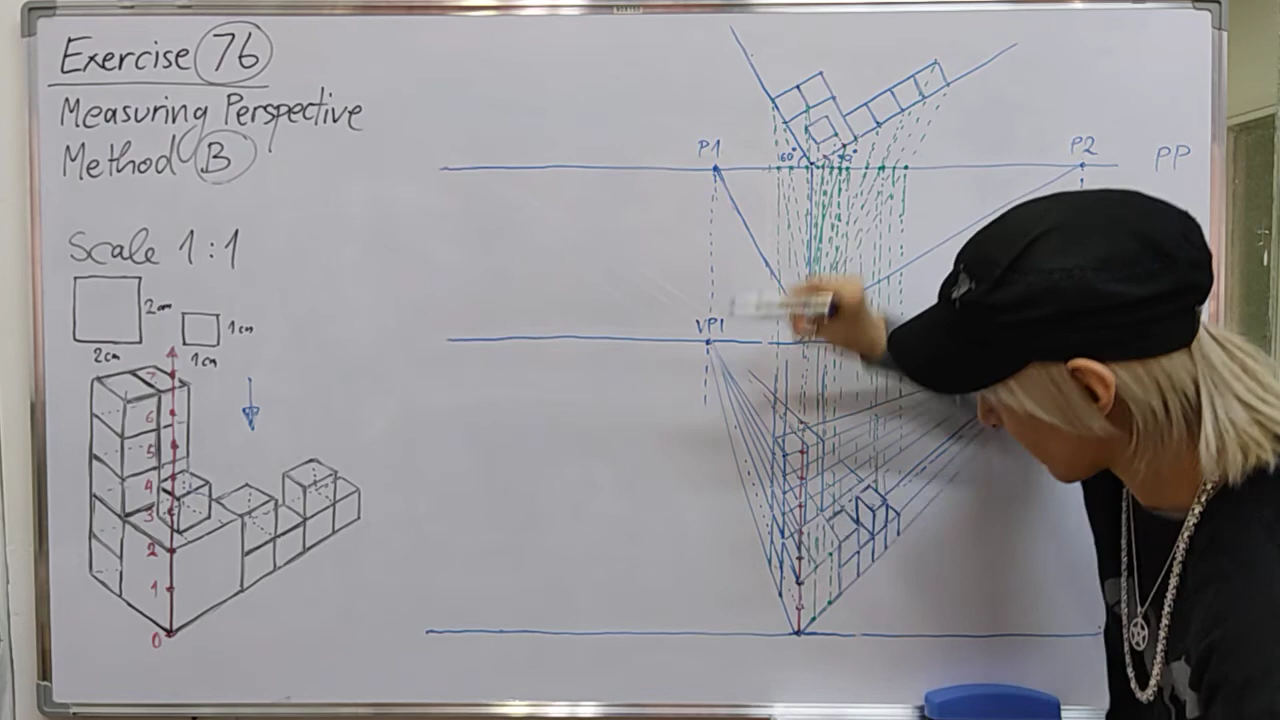 Exercise 76
Measuring Perspective
Method B
Scale 1:1
2cm
2cm
1cm
1cm
7
6
5
4
3
2
1
0
P1
P2
PP
60°
VP1